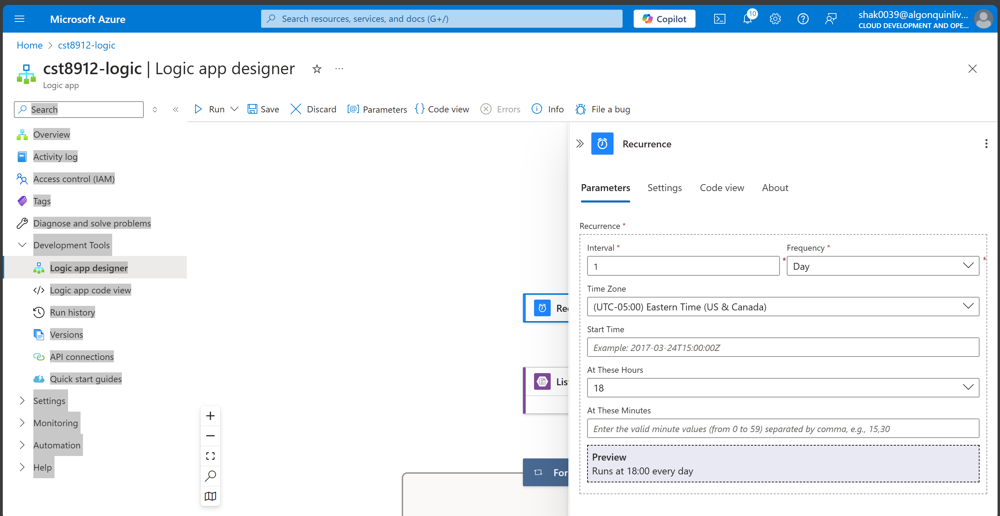 Microsoft Azure
Search resources, services, and docs (G+/)
Copilot
10
shak0039@algonquinliv...
CLOUD DEVELOPMENT AND OPE...
Home > cst8912-logic
cst8912-logic | Logic app designer
Logic app
Search
Run
Save
Discard
[@] Parameters
{} Code view
Errors
Info
File a bug
Overview
Activity log
Access control (IAM)
Tags
Diagnose and solve problems
Development Tools
Logic app designer
Logic app code view
Run history
Versions
API connections
Quick start guides
Settings
Monitoring
Automation
Help
Rec
List
For
Recurrence
Parameters
Settings
Code view
About
Recurrence *
Interval *
Frequency *
1
*
Day
*
Time Zone
(UTC-05:00) Eastern Time (US & Canada)
Start Time
Example: 2017-03-24T15:00:00Z
At These Hours
18
At These Minutes
Enter the valid minute values (from 0 to 59) separated by comma, e.g., 15,30
Preview
Runs at 18:00 every day